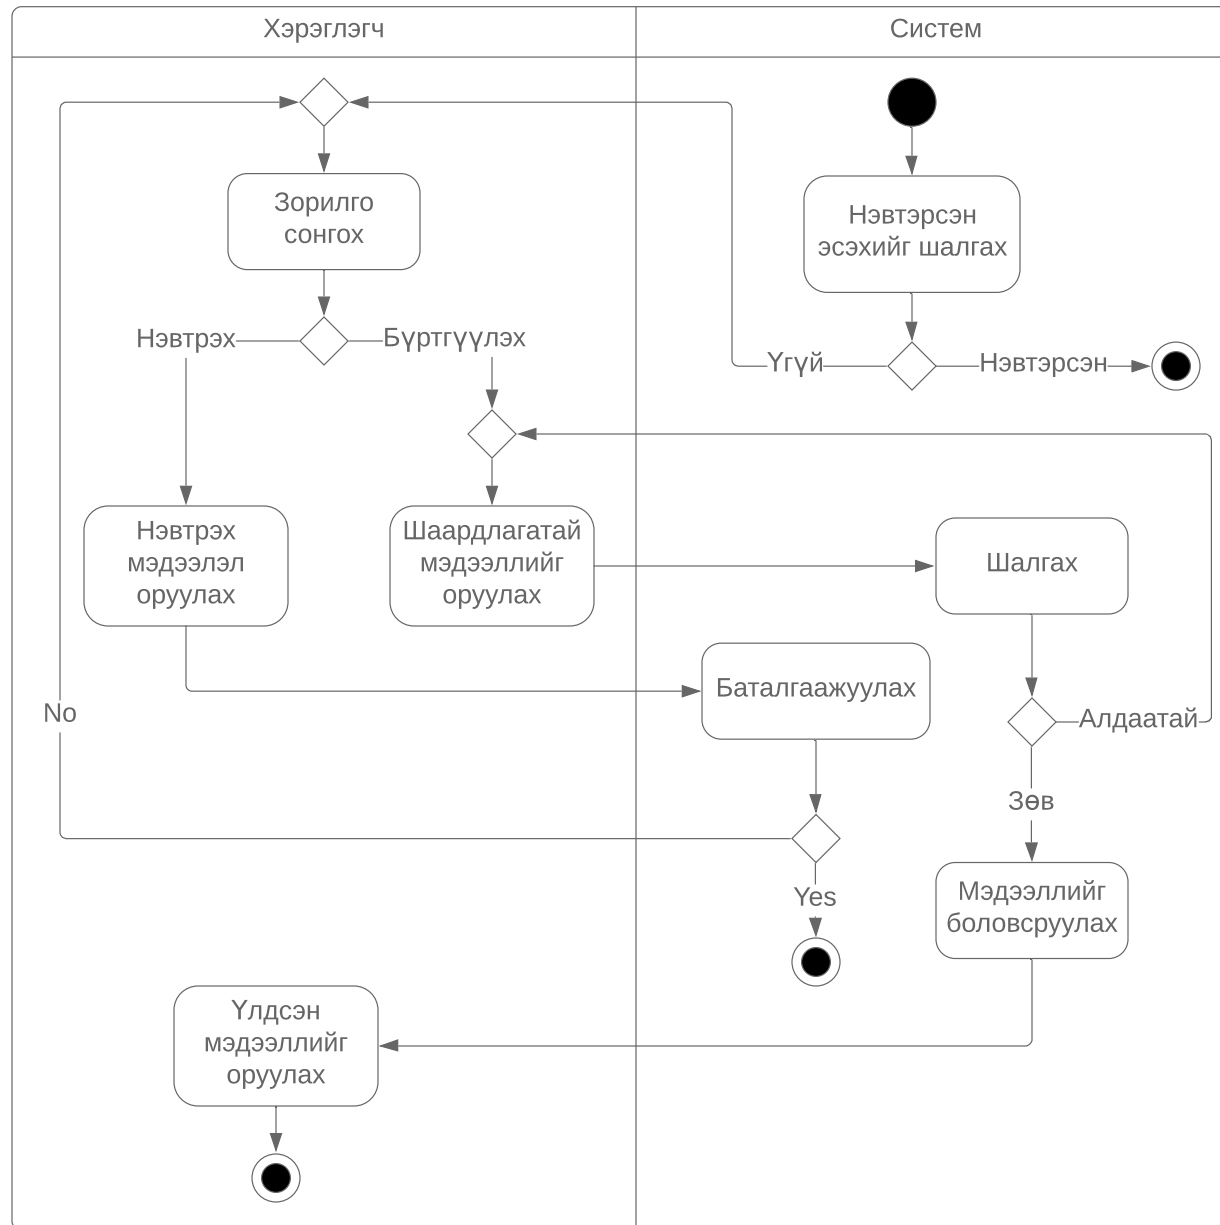 Хэрэглэгч
Систем
Зорилго
сонгох
Нэвтэрсэн
эсэхийг шалгах
Нэвтрэх
Бүртгүүлэх
Үгүй
Нэвтэрсэн
Нэвтрэх
мэдээлэл
оруулах
Шаардлагатай
мэдээллийг
оруулах
Шалгах
Баталгаажуулах
No
Алдаатай
Зөв
Yes
Мэдээллийг
боловсруулах
Үлдсэн
мэдээллийг
оруулах